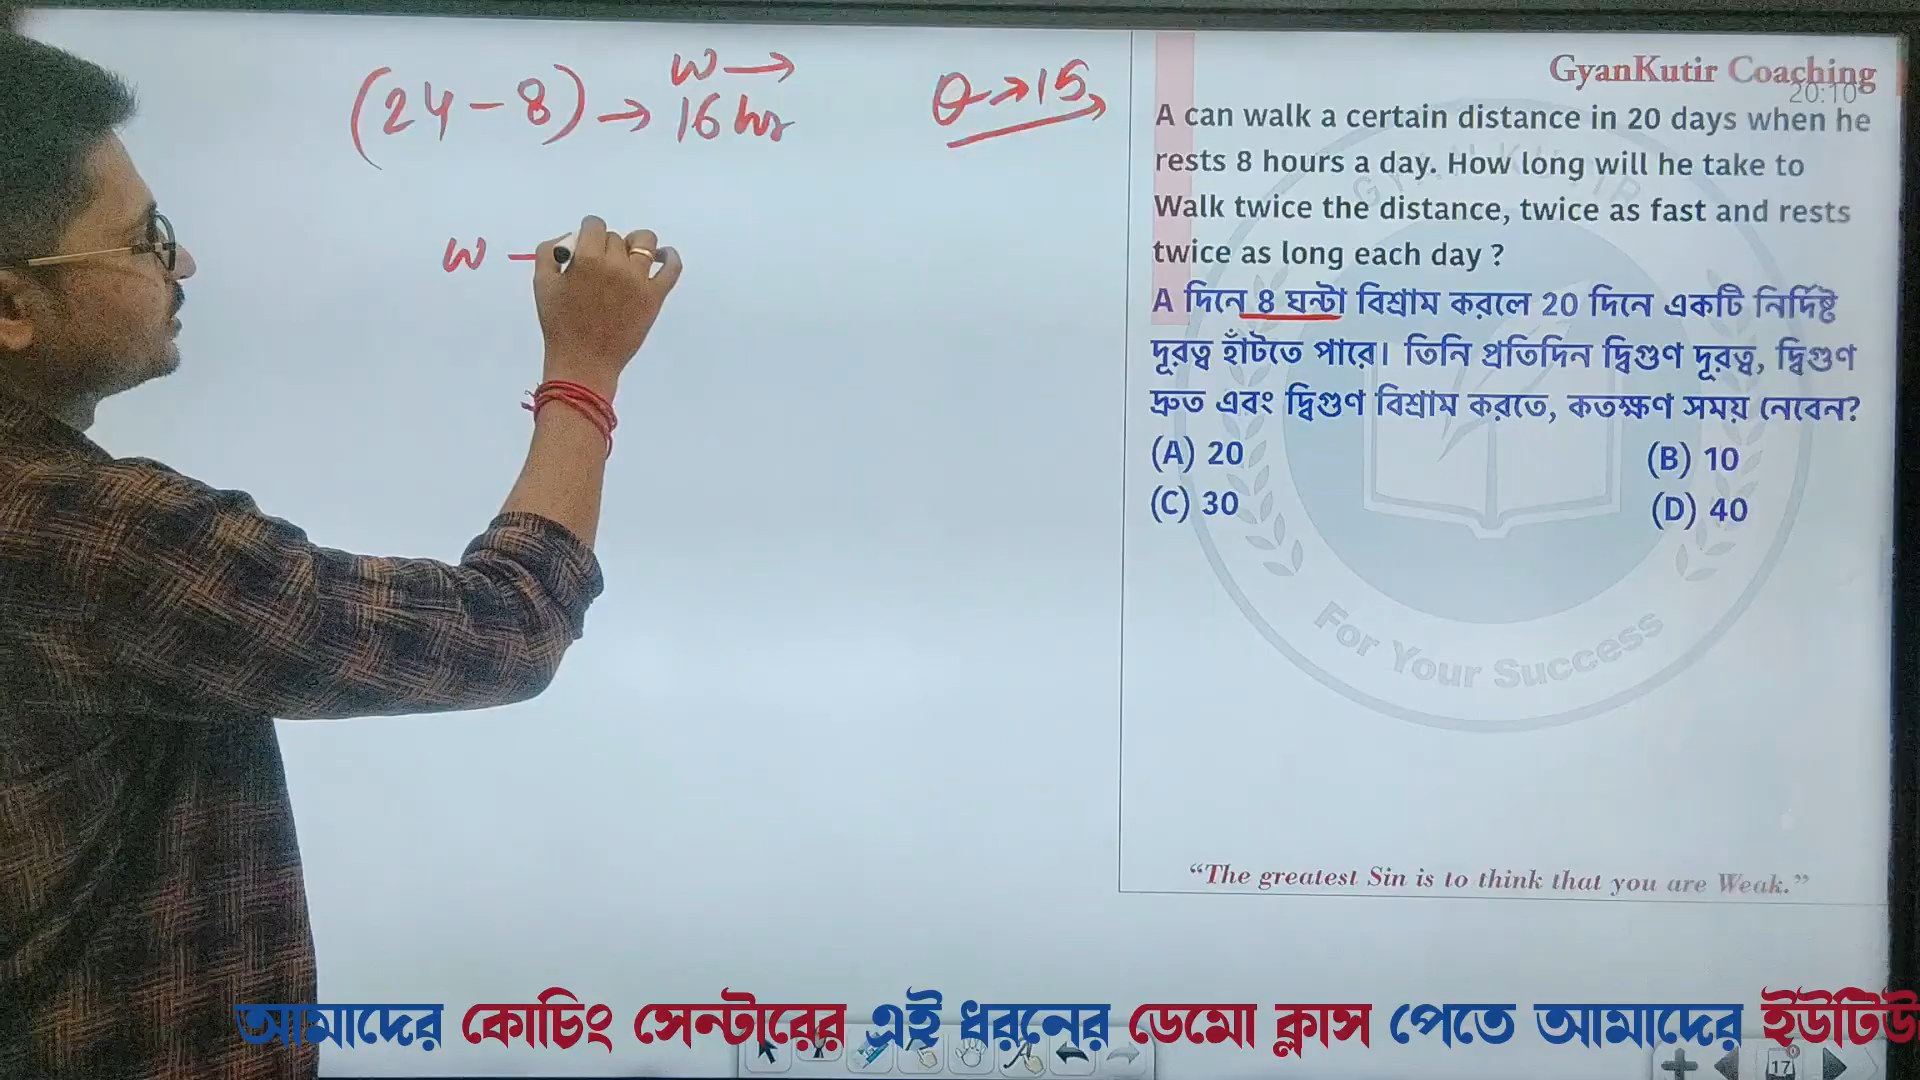 (24-8) → 16 hr
w →
Q → 15
w –
GyanKutir Coaching
20:10
A can walk a certain distance in 20 days when he
rests 8 hours a day. How long will he take to
Walk twice the distance, twice as fast and rests
twice as long each day ?
A দিনে 8 ঘন্টা বিশ্রাম করলে 20 দিনে একটি নির্দিষ্ট
দূরত্ব হাঁটতে পারে। তিনি প্রতিদিন দ্বিগুণ দূরত্ব, দ্বিগুণ
দ্রুত এবং দ্বিগুণ বিশ্রাম করতে, কতক্ষণ সময় নেবেন?
(A) 20 (B) 10
(C) 30 (D) 40
For Your Success
“The greatest Sin is to think that you are Weak.”
আমাদের কোচিং সেন্টারের এই ধরনের ডেমো ক্লাস পেতে আমাদের ইউটিউ
17